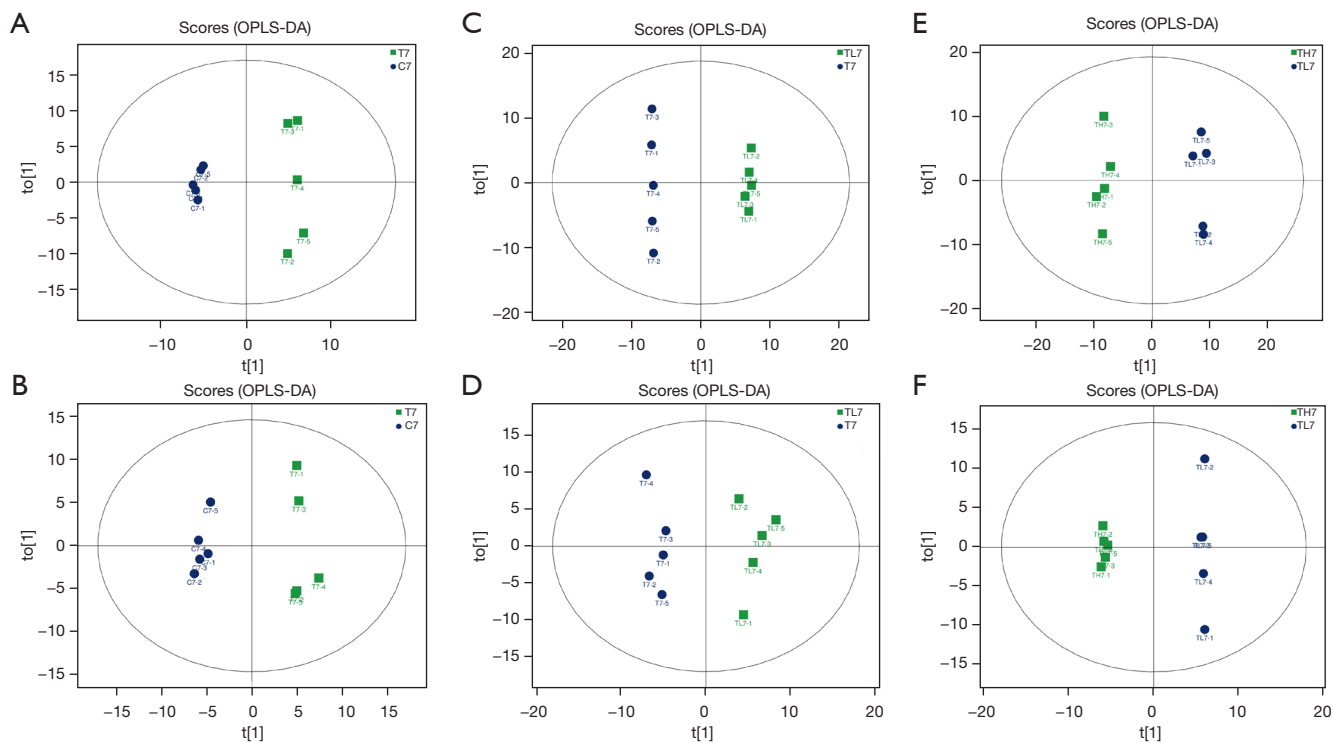 A
Scores (OPLS-DA)
T7
C7
15
10
5
0
−5
−10
−15
to[1]
T7-3
T7-4
T7-5
T7-2
C7-1
−10 0 10
t[1]
B
Scores (OPLS-DA)
T7
C7
15
10
5
0
−5
−10
−15
to[1]
T7-1
T7-3
T7-4
C7-5
C7-3
C7-2
−15 −10 −5 0 5 10 15
t[1]
C
Scores (OPLS-DA)
TL7
T7
20
10
0
−10
−20
to[1]
T7-3
T7-1
T7-4
T7-5
T7-2
TL7-2
TL7-1
−20 −10 0 10 20
t[1]
D
Scores (OPLS-DA)
TL7
T7
15
10
5
0
−5
−10
−15
to[1]
T7-4
T7-3
T7-1
T7-2
T7-5
TL7-2
TL7-5
TL7-3
TL7-4
TL7-1
−20 −10 0 10 20
t[1]
E
Scores (OPLS-DA)
TH7
TL7
20
10
0
−10
−20
to[1]
TH7-3
TH7-4
TH7-2
TH7-5
TL7-5
TL7-4
−20 −10 0 10 20
t[1]
F
Scores (OPLS-DA)
TH7
TL7
15
10
5
0
−5
−10
−15
to[1]
TH7-2
TH7-1
TL7-2
TL7-4
TL7-1
−20 −10 0 10 20
t[1]